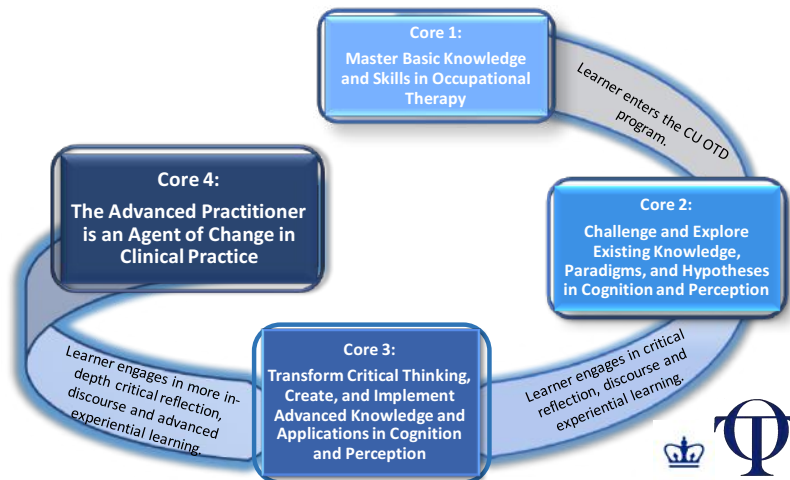 Core 1:
Master Basic Knowledge
and Skills in Occupational
Therapy
Learner enters the CU OTD
program.
Core 2:
Challenge and Explore
Existing Knowledge,
Paradigms, and Hypotheses
in Cognition and Perception
Learner engages in critical
reflection, discourse and
experiential learning.
Core 3:
Transform Critical Thinking,
Create, and Implement
Advanced Knowledge and
Applications in Cognition
and Perception
Learner engages in more in-
depth critical reflection,
discourse and advanced
experiential learning.
Core 4:
The Advanced Practitioner
is an Agent of Change in
Clinical Practice
OT